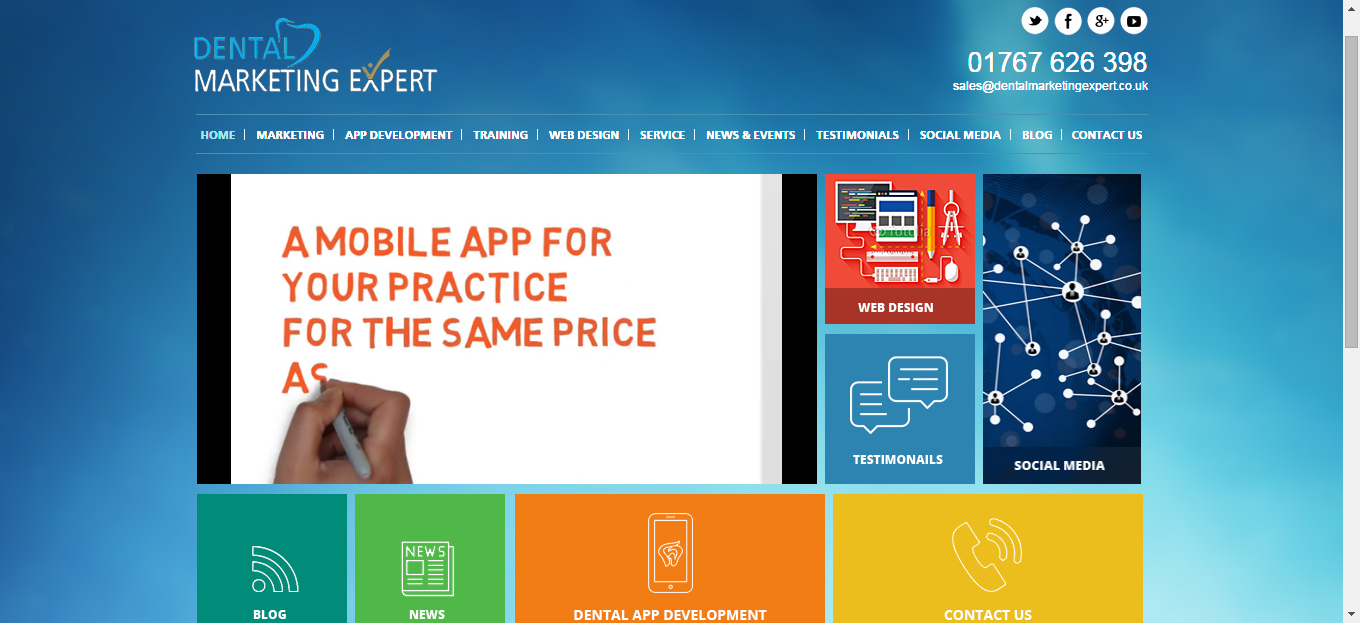 DENTAL
MARKETING EXPERT
01767 626 398
sales@dentalmarketingexpert.co.uk
HOME | MARKETING | APP DEVELOPMENT | TRAINING | WEB DESIGN | SERVICE | NEWS & EVENTS | TESTIMONIALS | SOCIAL MEDIA | BLOG | CONTACT US
A MOBILE APP FOR
YOUR PRACTICE
FOR THE SAME PRICE
AS
WEB DESIGN
TESTIMONAILS
SOCIAL MEDIA
BLOG
NEWS
NEWS
DENTAL APP DEVELOPMENT
CONTACT US